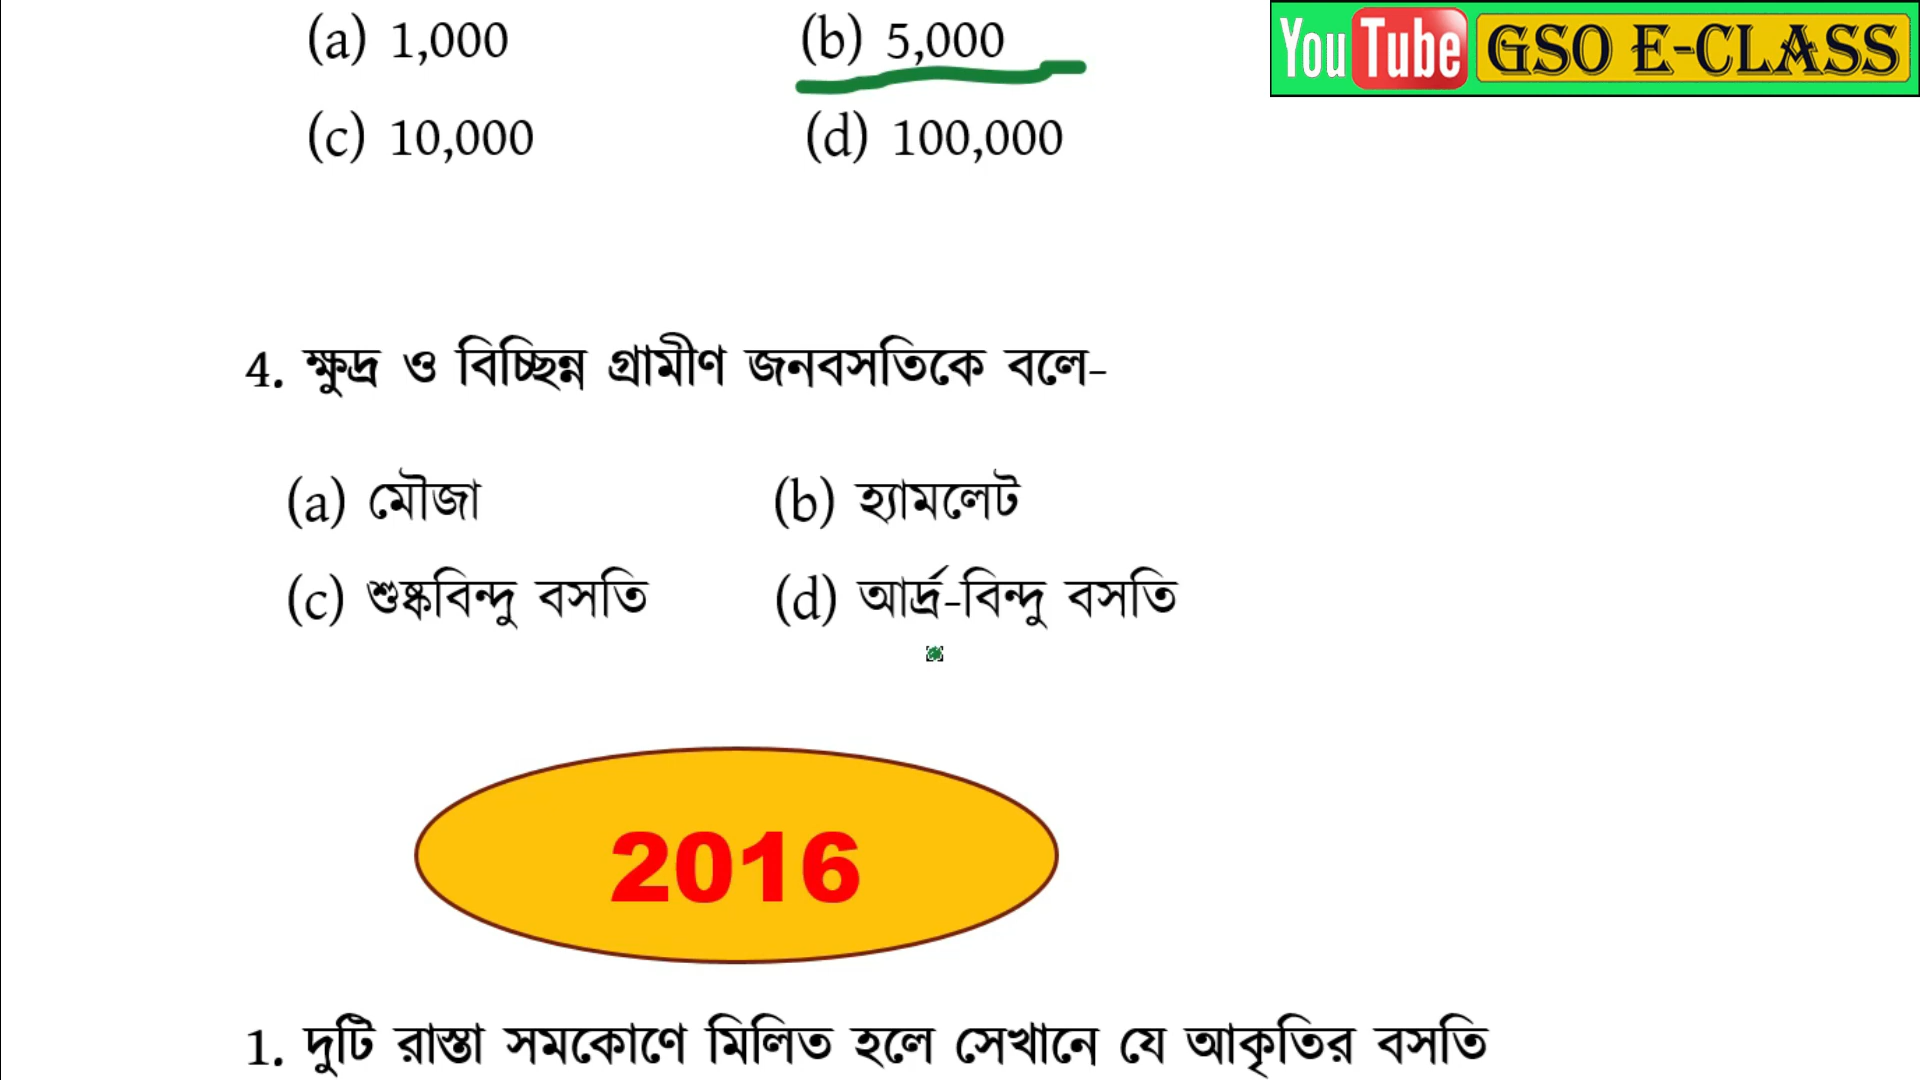 (a) 1,000 (b) 5,000
YouTube GSO E-CLASS
(c) 10,000 (d) 100,000
4. ক্ষুদ্র ও বিচ্ছিন্ন গ্রামীণ জনবসতিকে বলে-
(a) মৌজা (b) হ্যামলেট
(c) শুষ্কবিন্দু বসতি (d) আর্দ্র-বিন্দু বসতি
2016
1. দুটি রাস্তা সমকোণে মিলিত হলে সেখানে যে আকৃতির বসতি